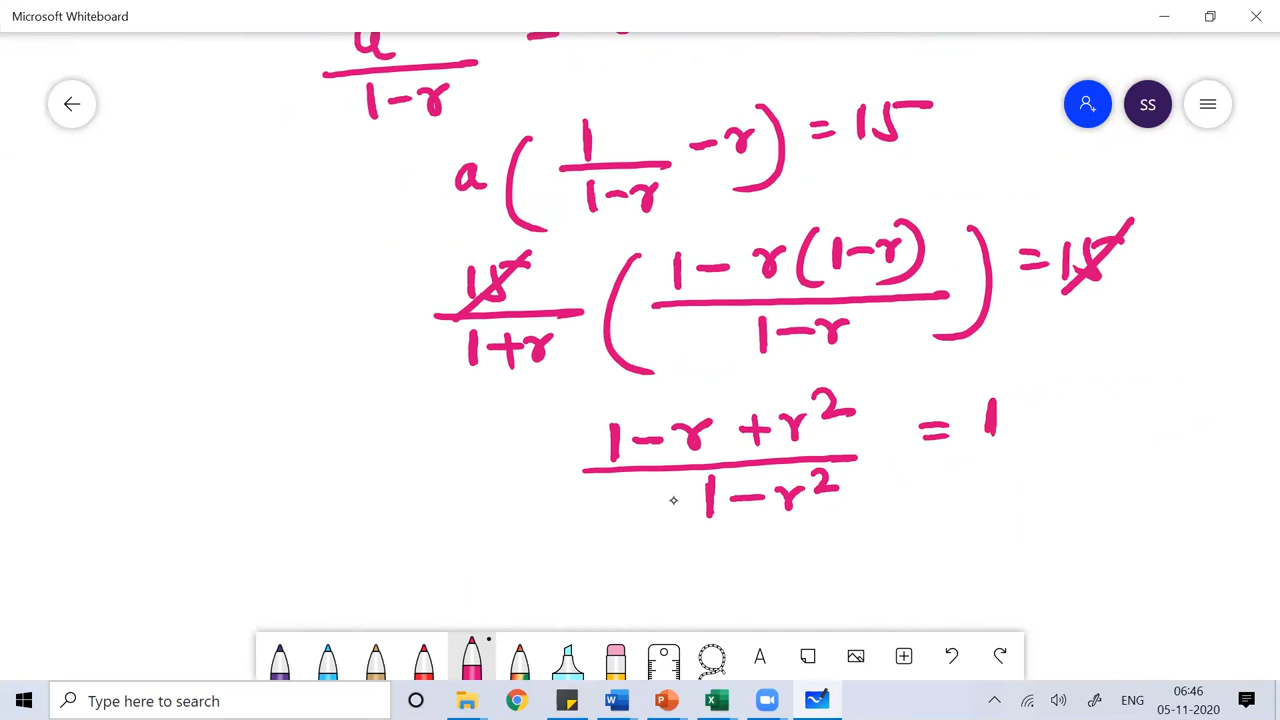 Microsoft Whiteboard
a/(1-r) =
SS
a ( 1/(1-r) - r ) = 15
15/(1+r) ( (1 - r(1-r))/(1-r) ) = 15
(1 - r + r²)/(1 - r²) = 1
A
Type here to search
ENG
06:46
05-11-2020